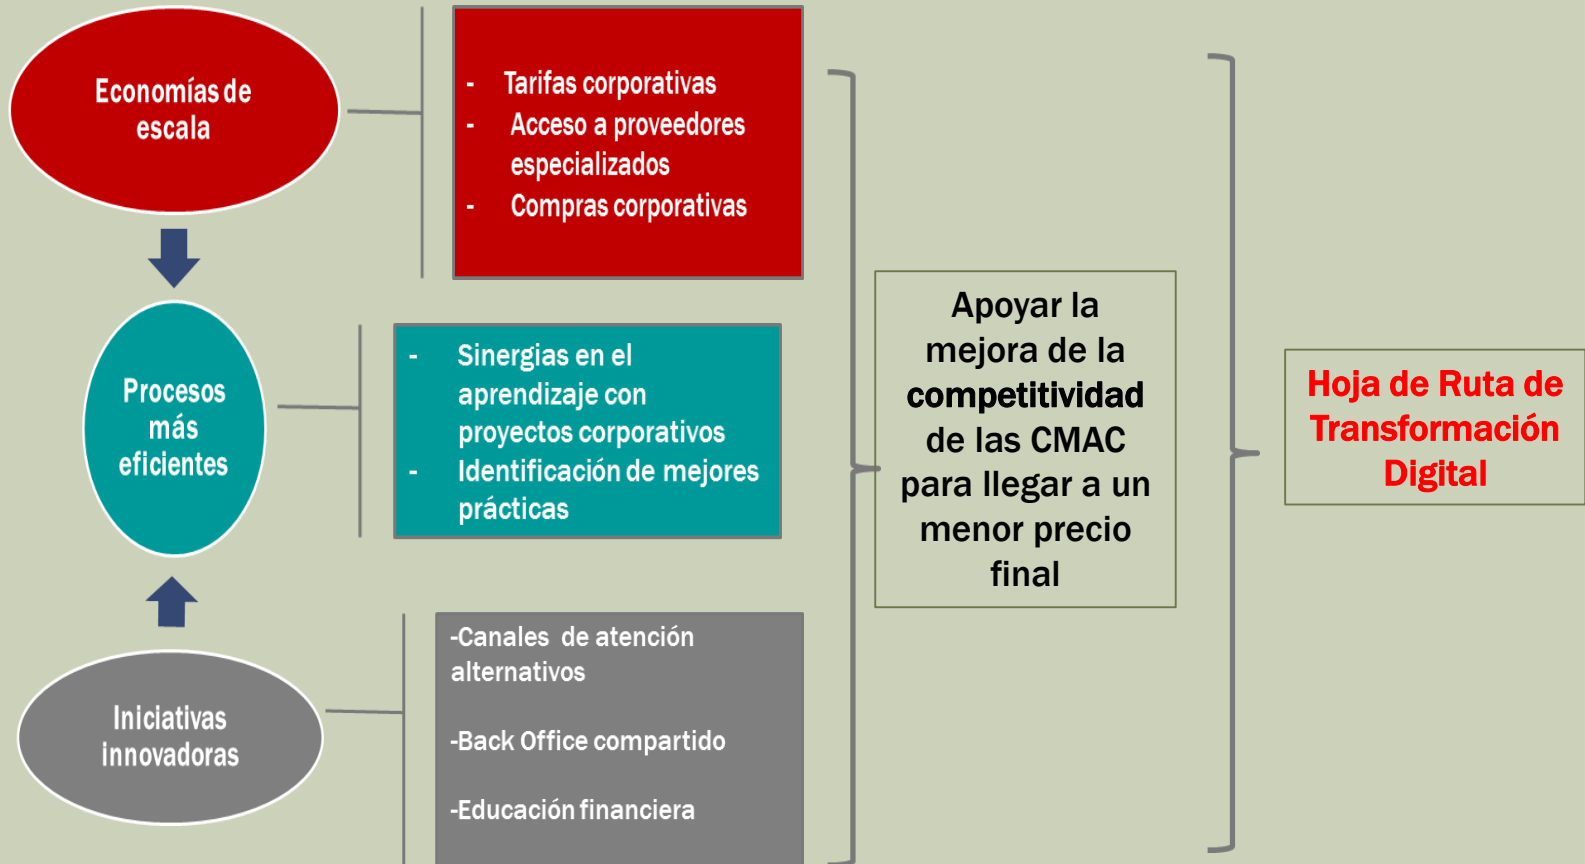 Economías de
escala
- Tarifas corporativas
- Acceso a proveedores
especializados
- Compras corporativas
Procesos
más
eficientes
- Sinergias en el
aprendizaje con
proyectos corporativos
- Identificación de mejores
prácticas
Iniciativas
innovadoras
-Canales de atención
alternativos
-Back Office compartido
-Educación financiera
Apoyar la
mejora de la
competitividad
de las CMAC
para llegar a un
menor precio
final
Hoja de Ruta de
Transformación
Digital